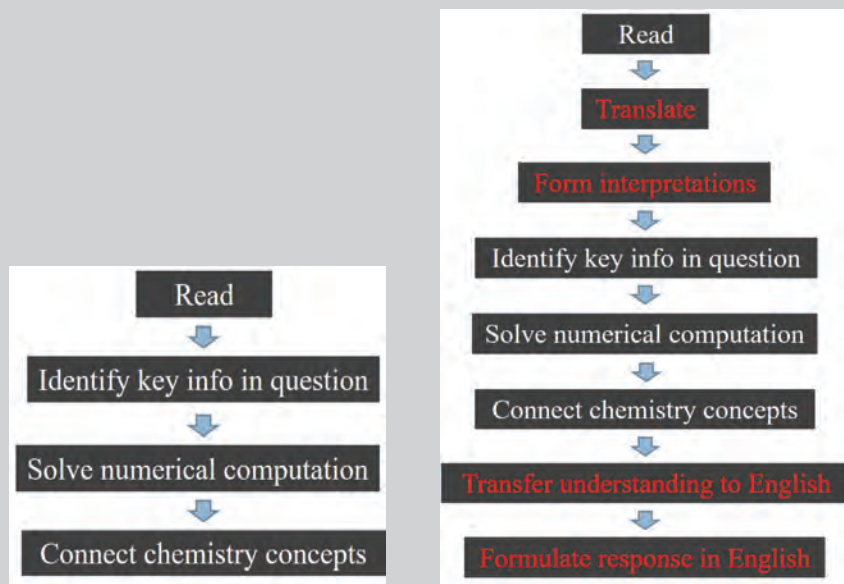 Read
Identify key info in question
Solve numerical computation
Connect chemistry concepts
Read
Translate
Form interpretations
Identify key info in question
Solve numerical computation
Connect chemistry concepts
Transfer understanding to English
Formulate response in English